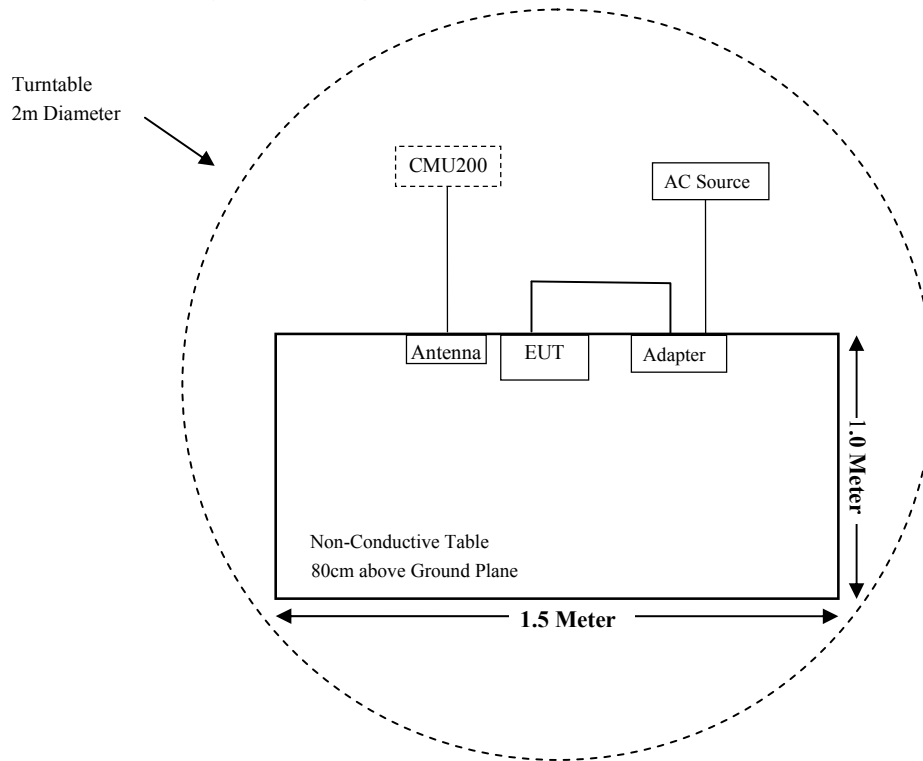 Turntable
2m Diameter
CMU200
AC Source
Antenna
EUT
Adapter
1.0 Meter
Non-Conductive Table
80cm above Ground Plane
1.5 Meter